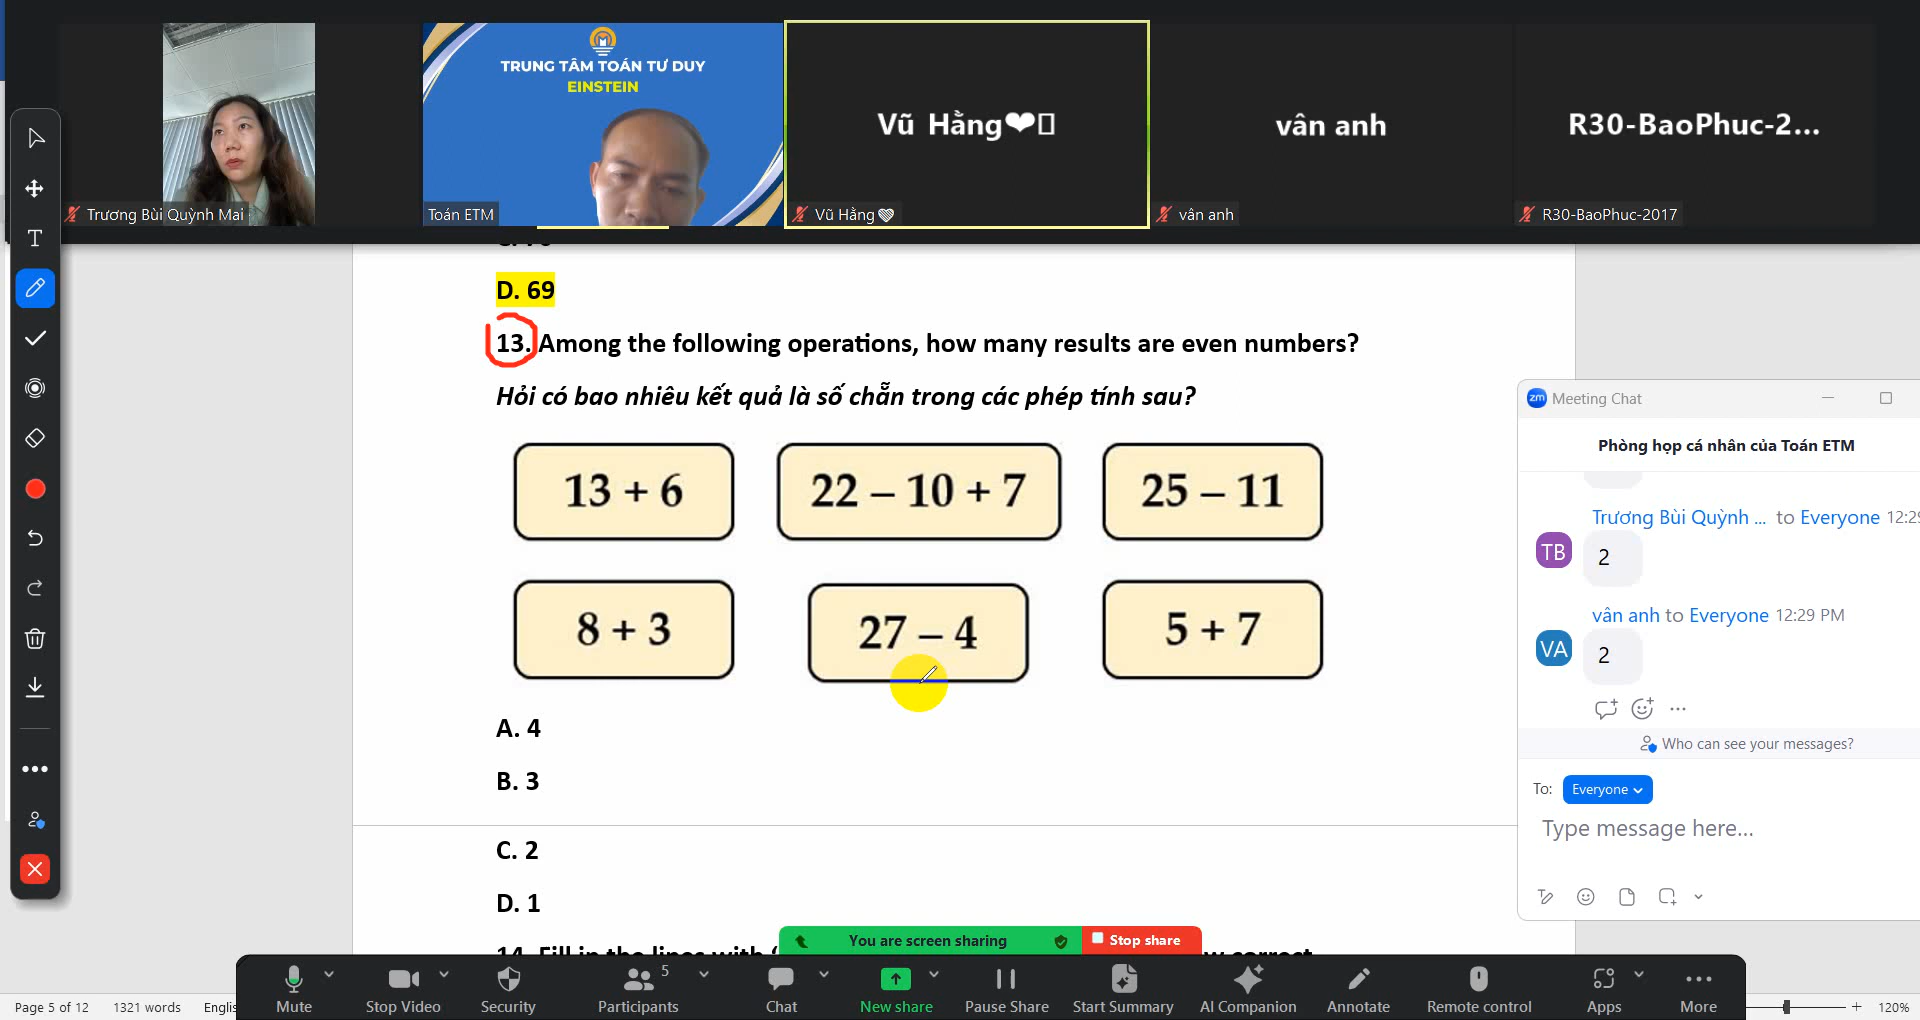 TRUNG TÂM TOÁN TƯ DUY
EINSTEIN
Vũ Hằng❤
vân anh
R30-BaoPhuc-2...
Trương Bùi Quỳnh Mai
Toán ETM
Vũ Hằng
vân anh
R30-BaoPhuc-2017
D. 69
13. Among the following operations, how many results are even numbers?
Hỏi có bao nhiêu kết quả là số chẵn trong các phép tính sau?
13 + 6
22 – 10 + 7
25 – 11
8 + 3
27 – 4
5 + 7
A. 4
B. 3
C. 2
D. 1
T
zm Meeting Chat
Phòng họp cá nhân của Toán ETM
Trương Bùi Quỳnh ... to Everyone 12:29
TB
2
vân anh to Everyone 12:29 PM
VA
2
Who can see your messages?
To: Everyone
Type message here...
You are screen sharing
Stop share
Mute
Stop Video
Security
5
Participants
Chat
New share
Pause Share
Start Summary
AI Companion
Annotate
Remote control
Apps
More
Page 5 of 12
1321 words
Englis
120%